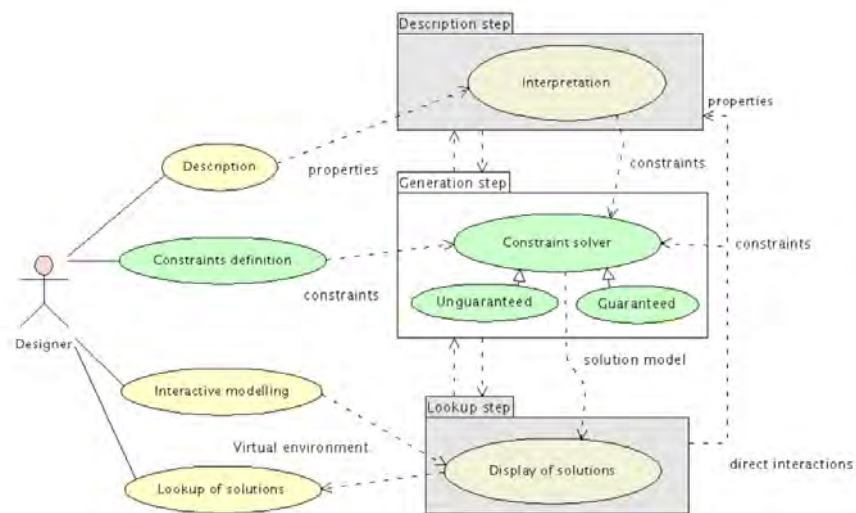 Description step
Interpretation
properties
Description
properties
constraints
Generation step
Constraint solver
constraints
Constraints definition
constraints
Unguaranteed
Guaranteed
Designer
solution model
Interactive modelling
Lookup step
Virtual environment
Display of solutions
direct interactions
Lookup of solutions